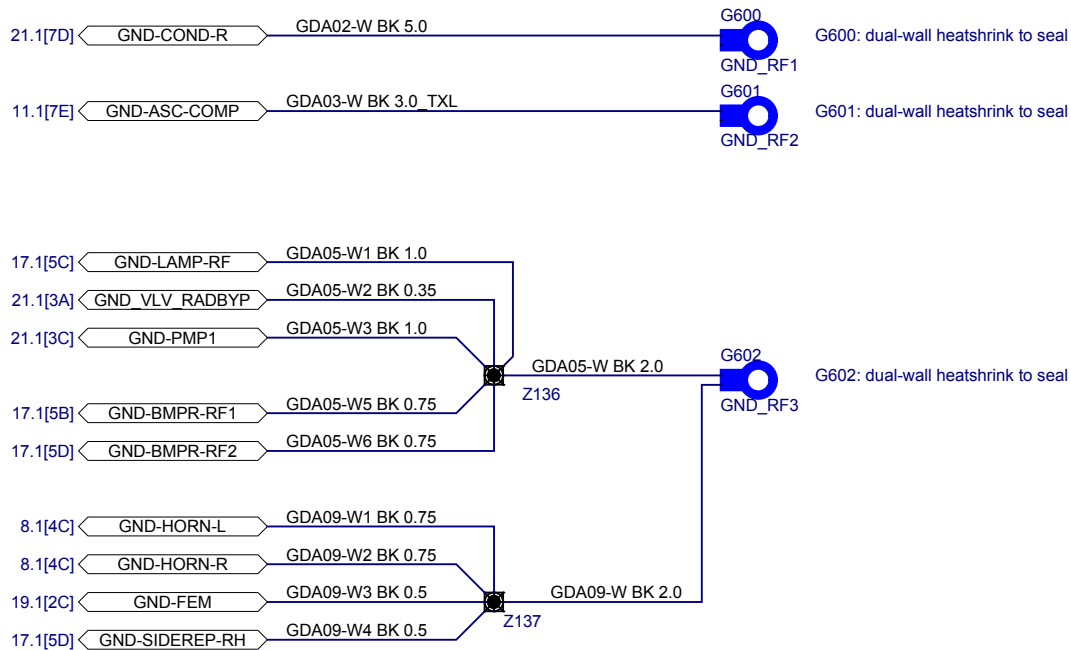 21.1[7D] GND-COND-R GDA02-W BK 5.0 G600 G600: dual-wall heatshrink to seal
GND_RF1
11.1[7E] GND-ASC-COMP GDA03-W BK 3.0_TXL G601 G601: dual-wall heatshrink to seal
GND_RF2
17.1[5C] GND-LAMP-RF GDA05-W1 BK 1.0
21.1[3A] GND_VLV_RADBYP GDA05-W2 BK 0.35
21.1[3C] GND-PMP1 GDA05-W3 BK 1.0
GDA05-W BK 2.0 G602 G602: dual-wall heatshrink to seal
Z136 GND_RF3
17.1[5B] GND-BMPR-RF1 GDA05-W5 BK 0.75
17.1[5D] GND-BMPR-RF2 GDA05-W6 BK 0.75
8.1[4C] GND-HORN-L GDA09-W1 BK 0.75
8.1[4C] GND-HORN-R GDA09-W2 BK 0.75
19.1[2C] GND-FEM GDA09-W3 BK 0.5 GDA09-W BK 2.0
Z137
17.1[5D] GND-SIDEREP-RH GDA09-W4 BK 0.5